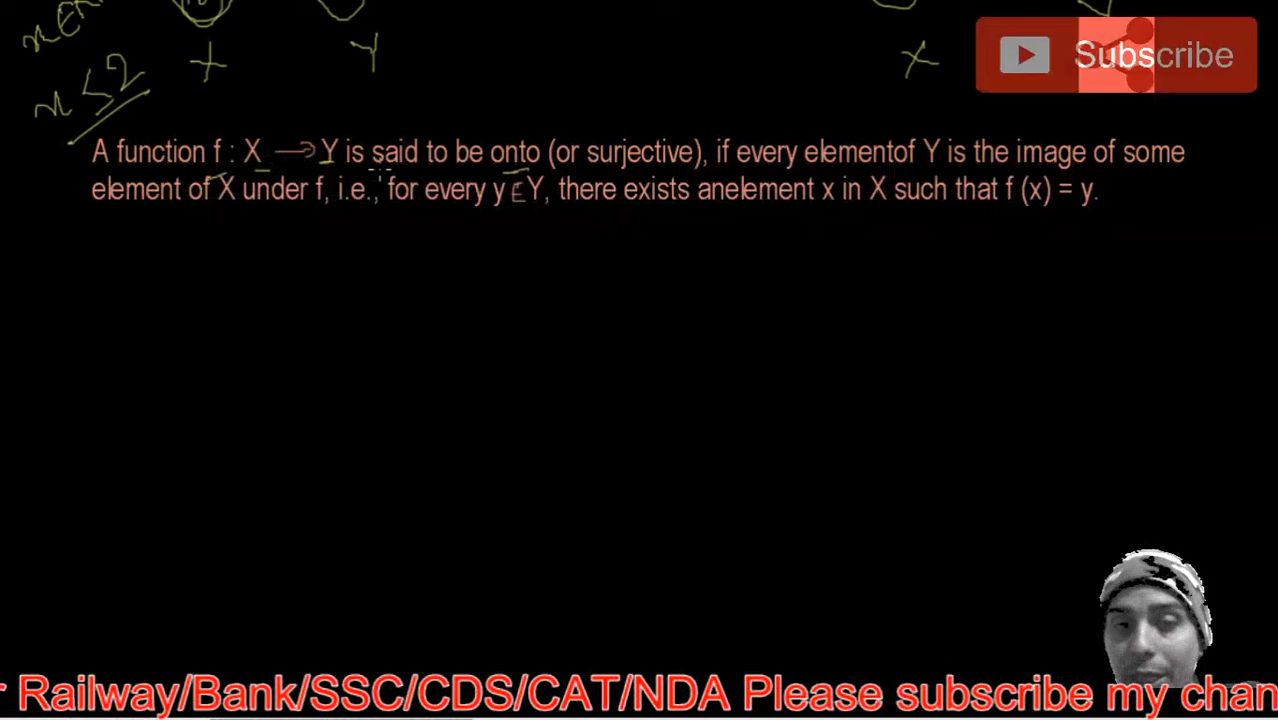 X
Y
x
n ≤ 2
Subscribe
A function f : X → Y is said to be onto (or surjective), if every elementof Y is the image of some
element of X under f, i.e., for every y ∈ Y, there exists anelement x in X such that f (x) = y.
Railway/Bank/SSC/CDS/CAT/NDA Please subscribe my chan